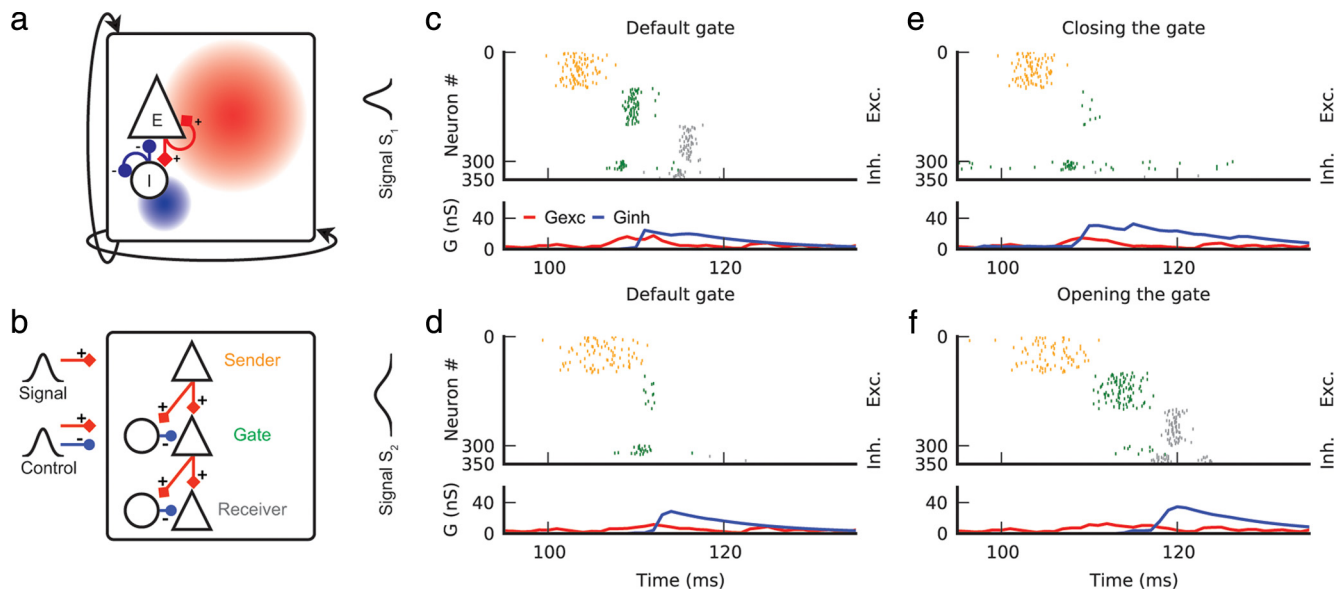 a
E
I
+
+
-
-
b
Signal
+
Control
+
-
Sender
+
+
Gate
-
+
+
Receiver
-
Signal S1
Signal S2
c
Default gate
Neuron #
0
300
350
Exc.
Inh.
G (nS)
40
0
Gexc
Ginh
100
120
d
Default gate
Neuron #
0
300
350
Exc.
Inh.
G (nS)
40
0
100
120
Time (ms)
e
Closing the gate
0
300
350
Exc.
Inh.
40
0
100
120
f
Opening the gate
0
300
350
Exc.
Inh.
40
0
100
120
Time (ms)